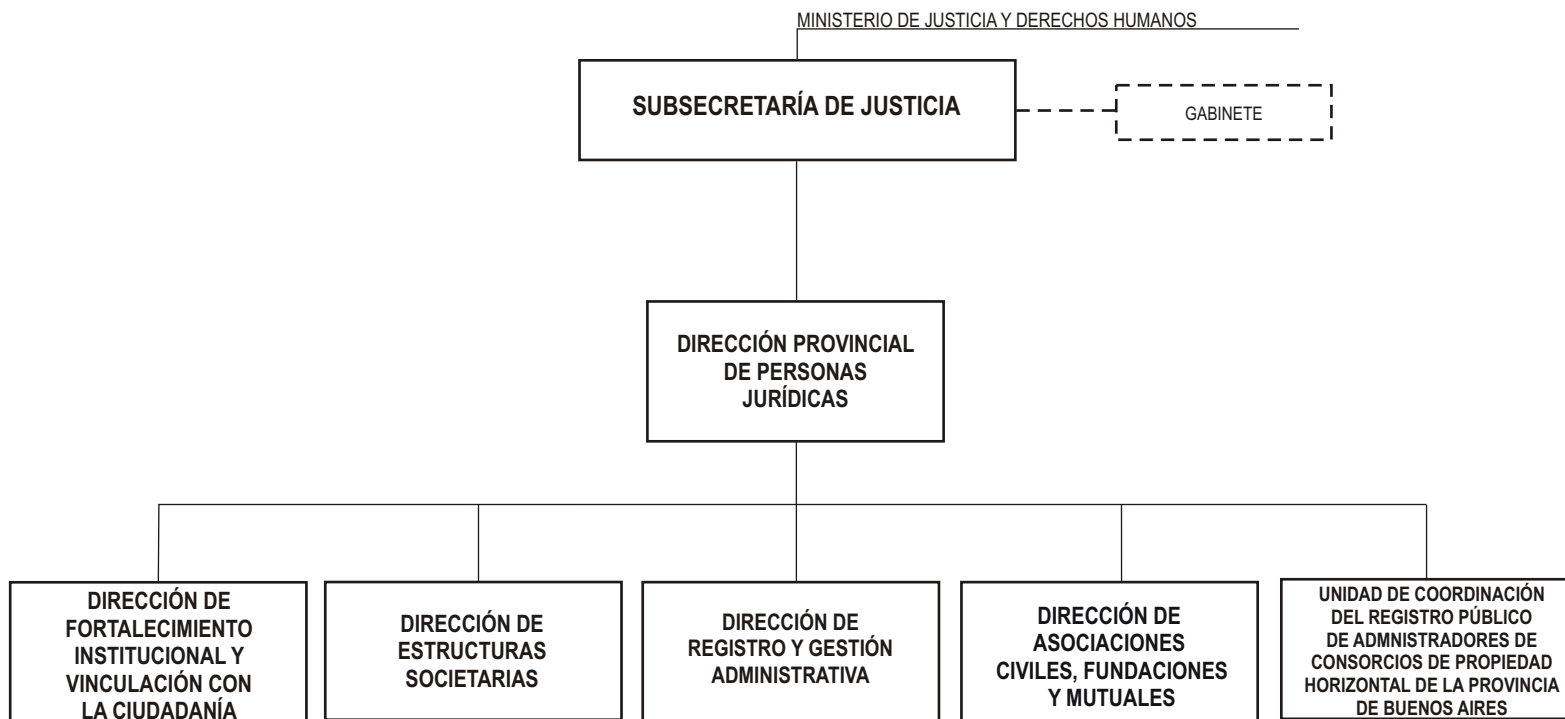 MINISTERIO DE JUSTICIA Y DERECHOS HUMANOS
SUBSECRETARÍA DE JUSTICIA
GABINETE
DIRECCIÓN PROVINCIAL
DE PERSONAS
JURÍDICAS
DIRECCIÓN DE
FORTALECIMIENTO
INSTITUCIONAL Y
VINCULACIÓN CON
LA CIUDADANÍA
DIRECCIÓN DE
ESTRUCTURAS
SOCIETARIAS
DIRECCIÓN DE
REGISTRO Y GESTIÓN
ADMINISTRATIVA
DIRECCIÓN DE
ASOCIACIONES
CIVILES, FUNDACIONES
Y MUTUALES
UNIDAD DE COORDINACIÓN
DEL REGISTRO PÚBLICO
DE ADMNISTRADORES DE
CONSORCIOS DE PROPIEDAD
HORIZONTAL DE LA PROVINCIA
DE BUENOS AIRES